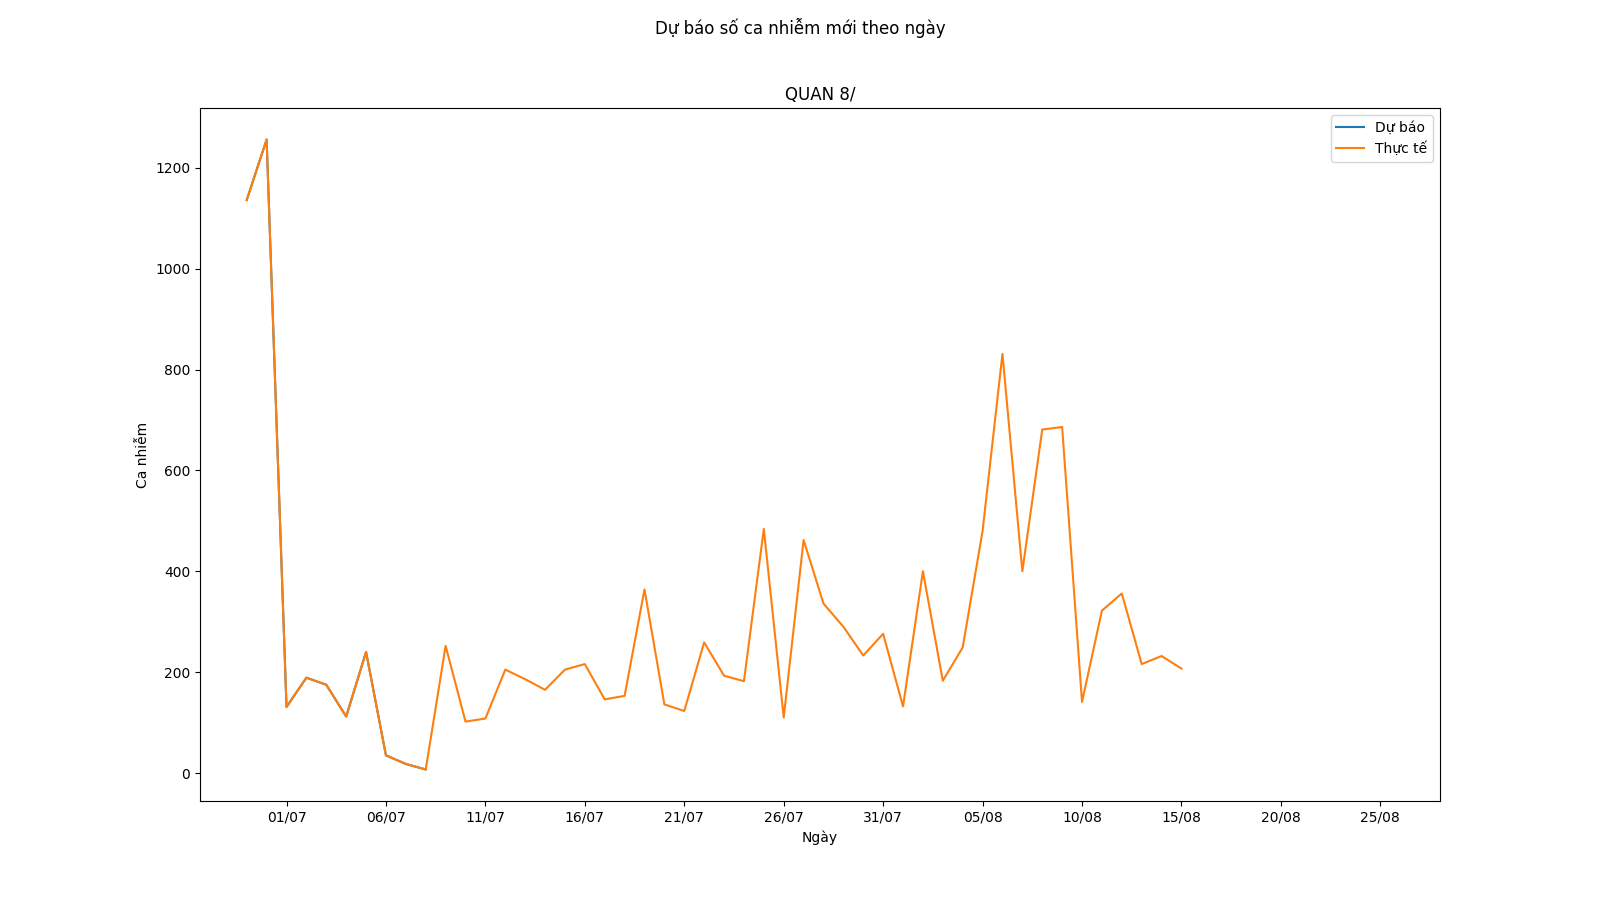 Dự báo số ca nhiễm mới theo ngày
QUAN 8/
Dự báo
Thực tế
1200
1000
800
600
400
200
0
Ca nhiễm
01/07 06/07 11/07 16/07 21/07 26/07 31/07 05/08 10/08 15/08 20/08 25/08
Ngày